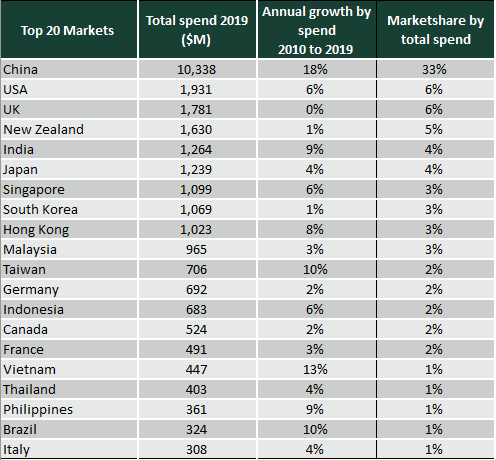 Top 20 Markets Total spend 2019 ($M) Annual growth by spend 2010 to 2019 Marketshare by total spend
China 10,338 18% 33%
USA 1,931 6% 6%
UK 1,781 0% 6%
New Zealand 1,630 1% 5%
India 1,264 9% 4%
Japan 1,239 4% 4%
Singapore 1,099 6% 3%
South Korea 1,069 1% 3%
Hong Kong 1,023 8% 3%
Malaysia 965 3% 3%
Taiwan 706 10% 2%
Germany 692 2% 2%
Indonesia 683 6% 2%
Canada 524 2% 2%
France 491 3% 2%
Vietnam 447 13% 1%
Thailand 403 4% 1%
Philippines 361 9% 1%
Brazil 324 10% 1%
Italy 308 4% 1%